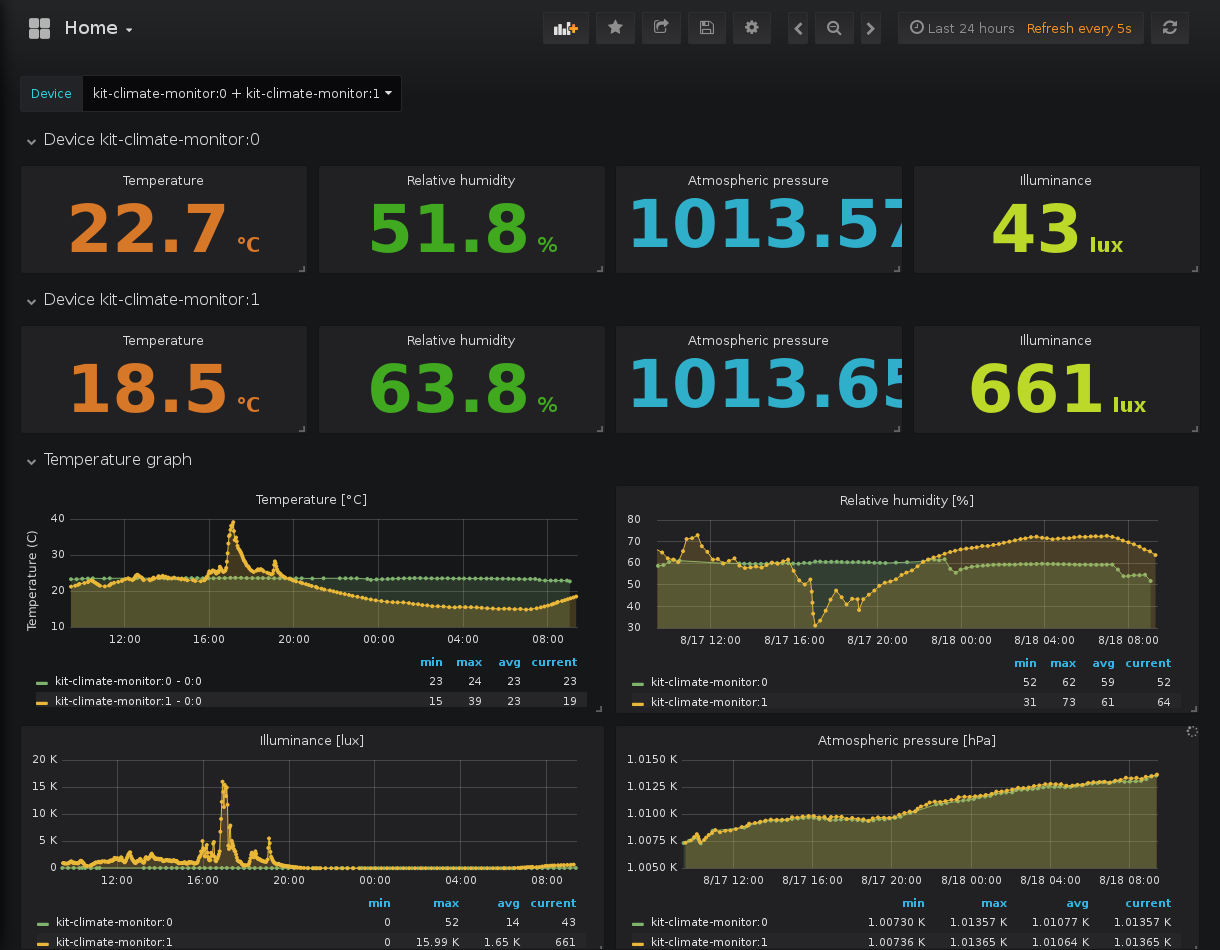 Home
Last 24 hours Refresh every 5s
Device kit-climate-monitor:0 + kit-climate-monitor:1
Device kit-climate-monitor:0
Temperature Relative humidity Atmospheric pressure Illuminance
22.7 °C 51.8 % 1013.57 43 lux
Device kit-climate-monitor:1
Temperature Relative humidity Atmospheric pressure Illuminance
18.5 °C 63.8 % 1013.65 661 lux
Temperature graph
Temperature [°C]
Temperature (C)
40
30
20
10
12:00 16:00 20:00 00:00 04:00 08:00
min max avg current
kit-climate-monitor:0 - 0:0 23 24 23 23
kit-climate-monitor:1 - 0:0 15 39 23 19
Relative humidity [%]
80
70
60
50
40
30
8/17 12:00 8/17 16:00 8/17 20:00 8/18 00:00 8/18 04:00 8/18 08:00
min max avg current
kit-climate-monitor:0 52 62 59 52
kit-climate-monitor:1 31 73 61 64
Illuminance [lux]
20 K
15 K
10 K
5 K
0
12:00 16:00 20:00 00:00 04:00 08:00
min max avg current
kit-climate-monitor:0 0 52 14 43
kit-climate-monitor:1 0 15.99 K 1.65 K 661
Atmospheric pressure [hPa]
1.0150 K
1.0125 K
1.0100 K
1.0075 K
1.0050 K
8/17 12:00 8/17 16:00 8/17 20:00 8/18 00:00 8/18 04:00 8/18 08:00
min max avg current
kit-climate-monitor:0 1.00730 K 1.01357 K 1.01077 K 1.01357 K
kit-climate-monitor:1 1.00736 K 1.01365 K 1.01064 K 1.01365 K